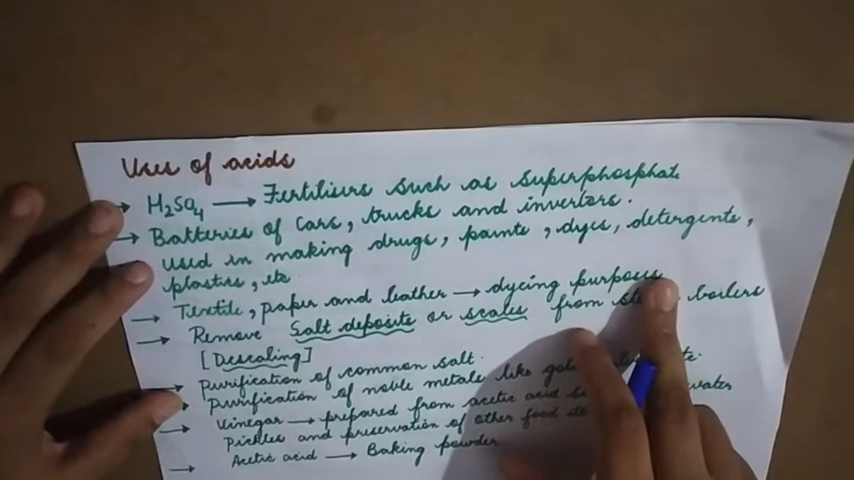 Uses of acids
→ H2SO4 → Fertilisers such as superphosphate
→ Batteries of cars, trucks and inverters.
used in making drugs, paints, dyes, detergents,
plastics, etc
→ Textile, paper and leather → dyeing purposes
→ Remove salt deposits or scales from boilers
[Descaling]
→ Purification of common salt.
Purification of noble metals like
→ Vinegar → prepared from acetic acid water
Pickles and preservation of other food
→ Acetic acid → Baking powder